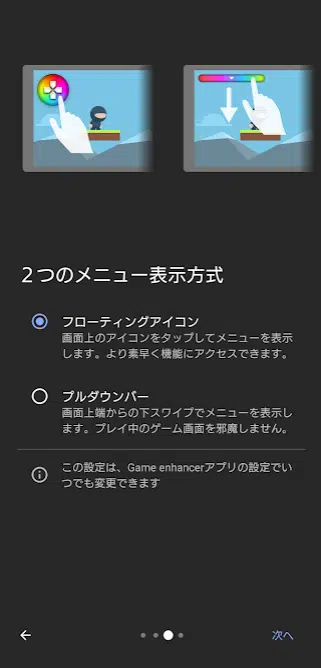 2つのメニュー表示方式
フローティングアイコン
画面上のアイコンをタップしてメニューを表示
します。より素早く機能にアクセスできます。
プルダウンバー
画面上端からの下スワイプでメニューを表示し
ます。プレイ中のゲーム画面を邪魔しません。
この設定は、Game enhancerアプリの設定でい
つでも変更できます
次へ